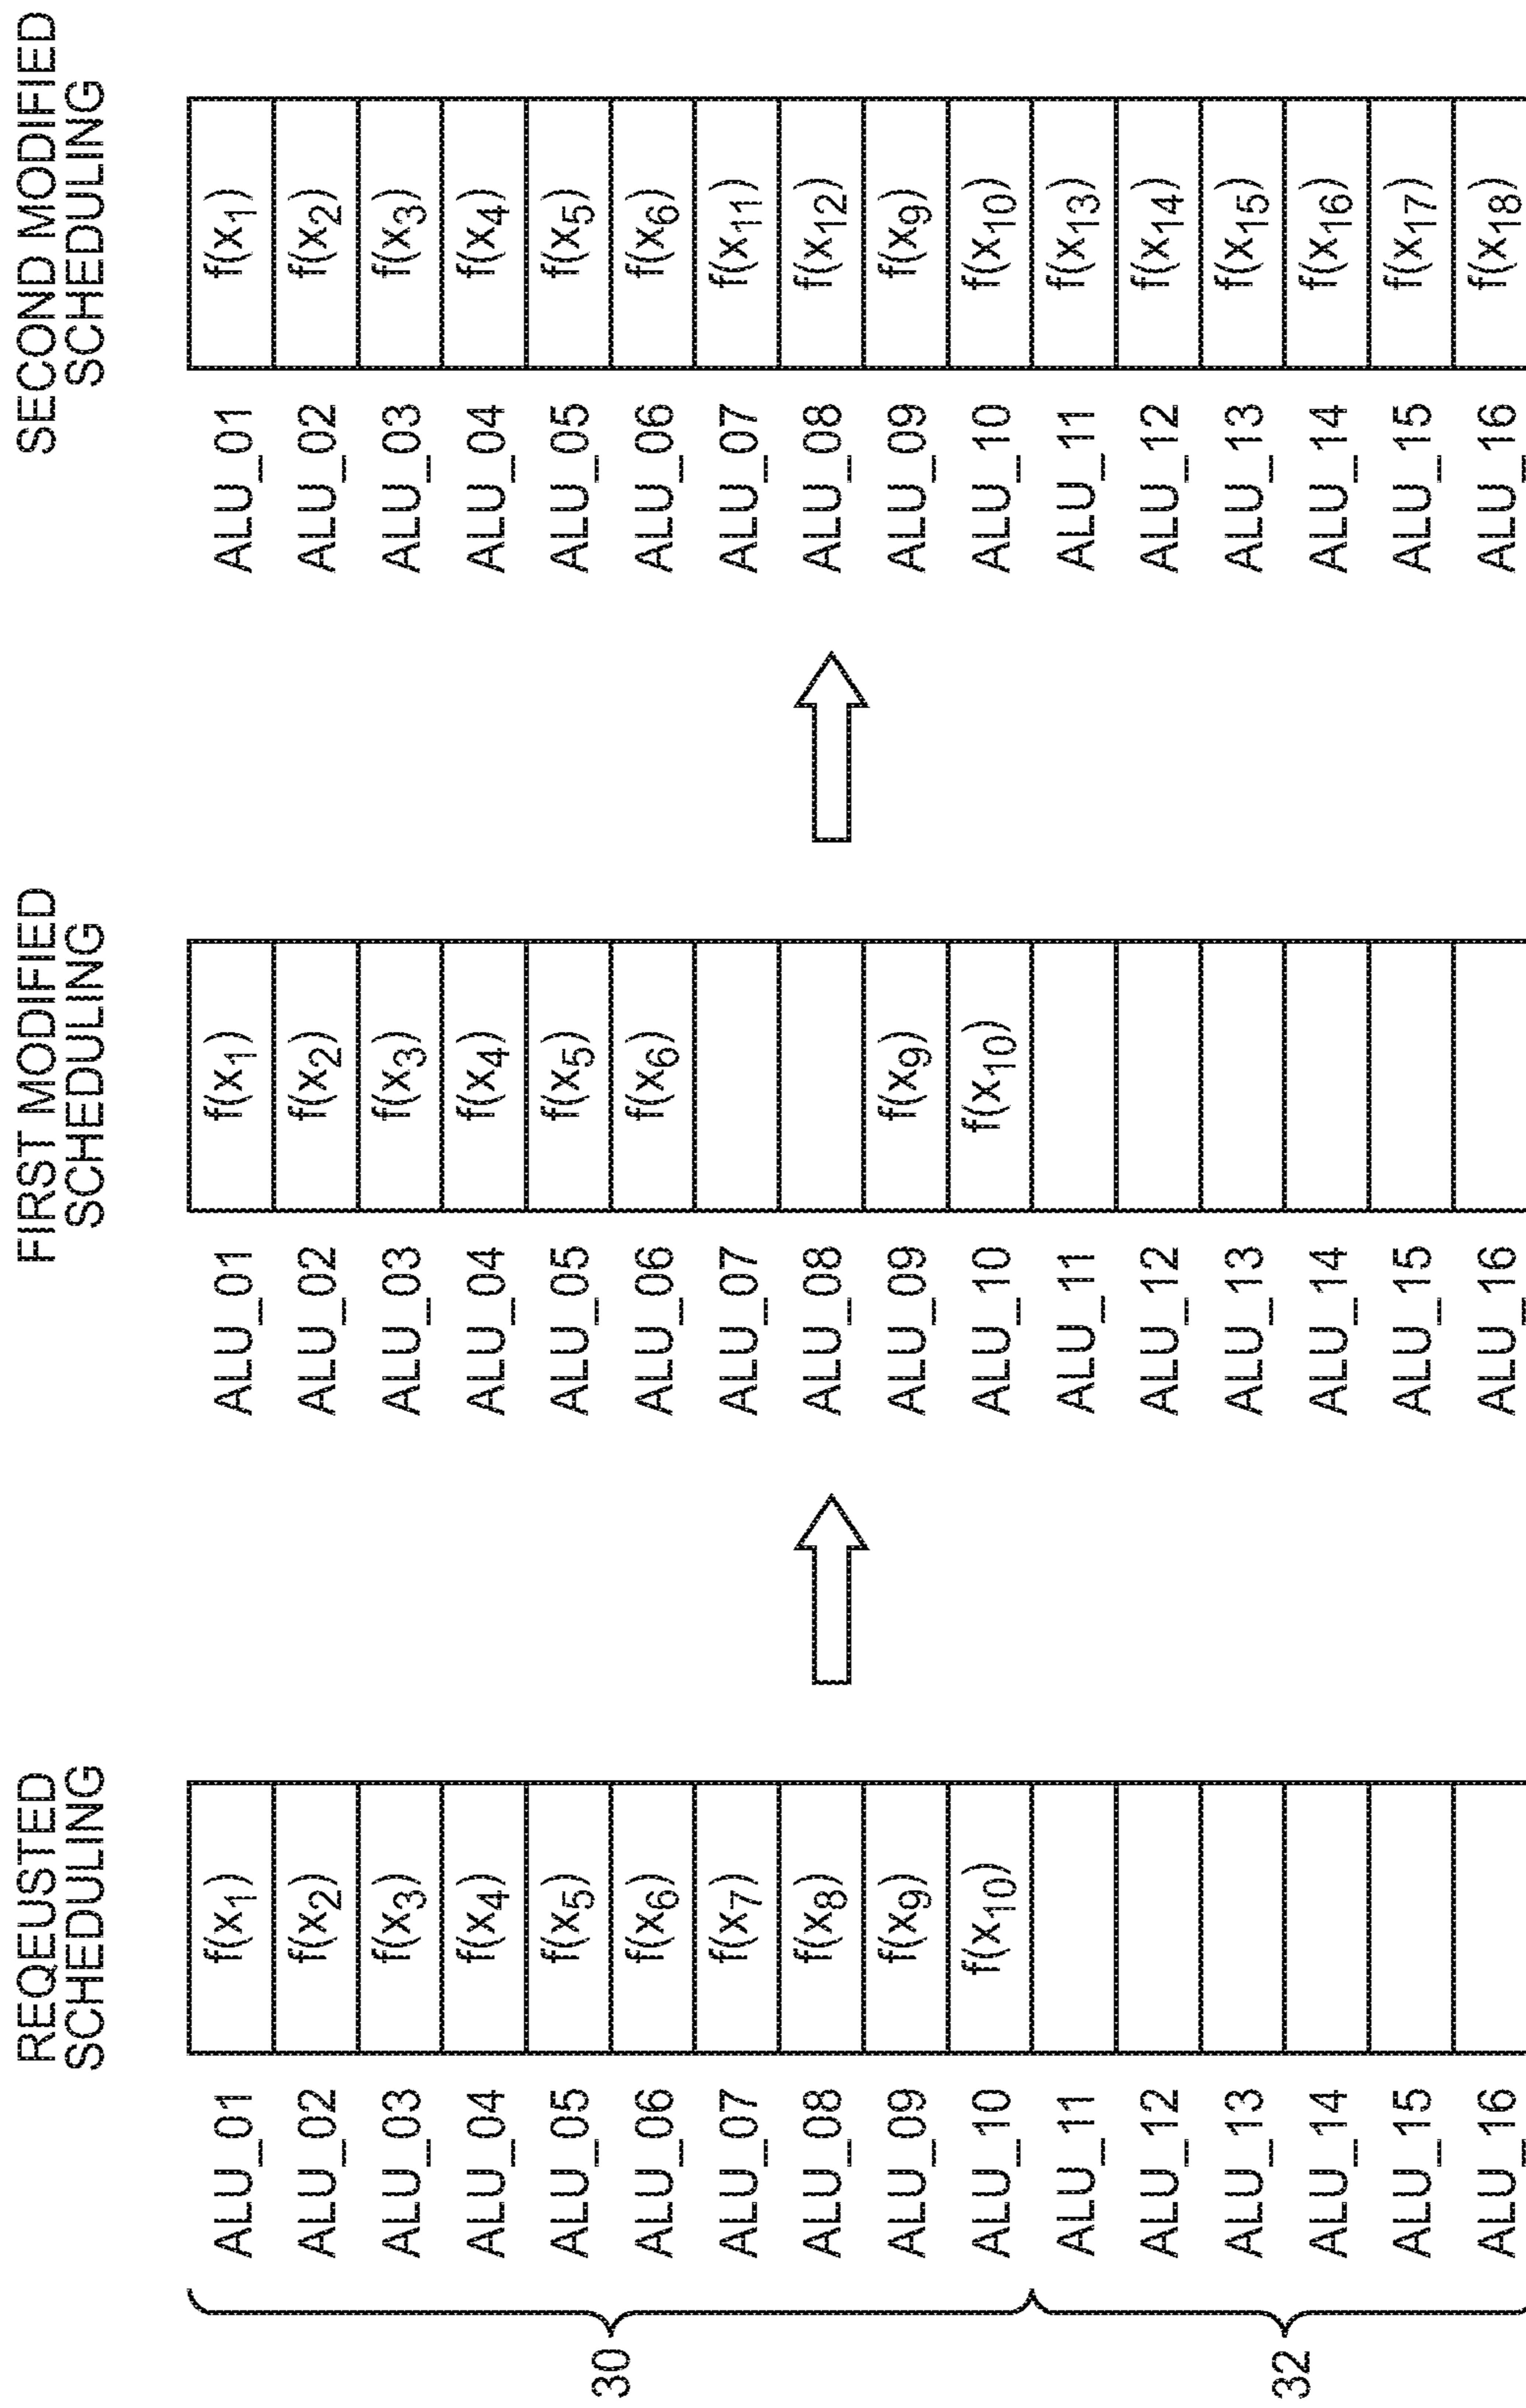 REQEUSTED
SCHEDULING
30
32
ALU_01 f(x₁)
ALU_02 f(x₂)
ALU_03 f(x₃)
ALU_04 f(x₄)
ALU_05 f(x₅)
ALU_06 f(x₆)
ALU_07 f(x₇)
ALU_08 f(x₈)
ALU_09 f(x₉)
ALU_10 f(x₁₀)
ALU_11
ALU_12
ALU_13
ALU_14
ALU_15
ALU_16
FIRST MODIFIED
SCHEDULING
ALU_01 f(x₁)
ALU_02 f(x₂)
ALU_03 f(x₃)
ALU_04 f(x₄)
ALU_05 f(x₅)
ALU_06 f(x₆)
ALU_07
ALU_08
ALU_09 f(x₉)
ALU_10 f(x₁₀)
ALU_11
ALU_12
ALU_13
ALU_14
ALU_15
ALU_16
SECOND MODIFIED
SCHEDULING
ALU_01 f(x₁)
ALU_02 f(x₂)
ALU_03 f(x₃)
ALU_04 f(x₄)
ALU_05 f(x₅)
ALU_06 f(x₆)
ALU_07 f(x₁₁)
ALU_08 f(x₁₂)
ALU_09 f(x₉)
ALU_10 f(x₁₀)
ALU_11 f(x₁₃)
ALU_12 f(x₁₄)
ALU_13 f(x₁₅)
ALU_14 f(x₁₆)
ALU_15 f(x₁₇)
ALU_16 f(x₁₈)